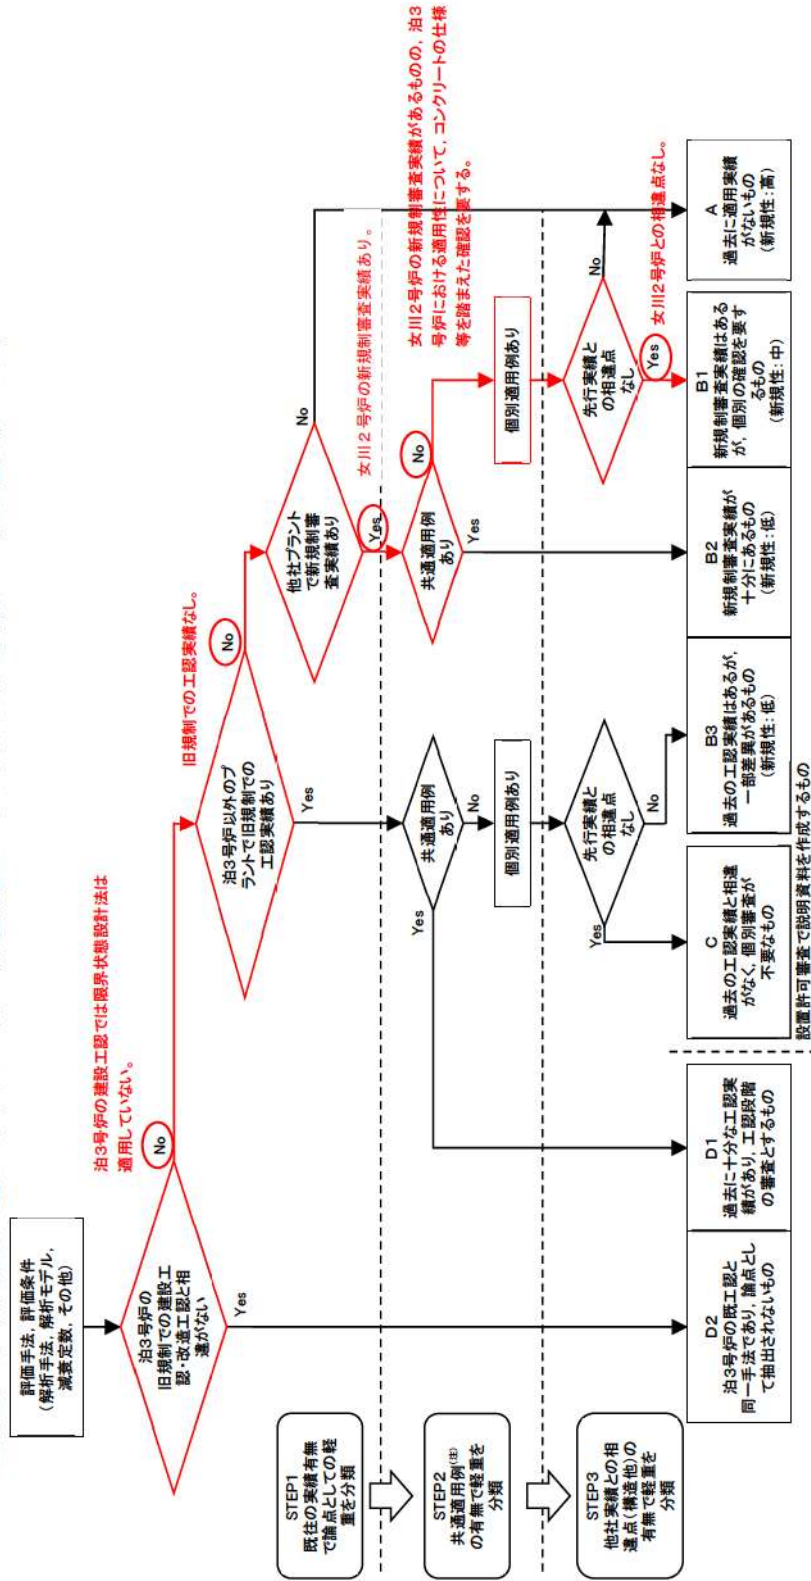 評価手法，評価条件
(解析手法，解析モデル，
減衰定数，その他)
泊3号炉の
旧規制での建設工
認・改造工認と相
違がない
Yes
No
泊3号炉の建設工認では限界状態設計法は
適用していない。
泊3号炉以外のプ
ラントで旧規制での
工認実績あり
Yes
No
旧規制での工認実績なし。
他社プラント
で新規制審
査実績あり
No
Yes
女川２号炉の新規制審査実績あり。
STEP1
既往の実績有無
で論点としての軽
重を分類
STEP2
共通適用例(注)
の有無で軽重を
分類
STEP3
他社実績との相
違点(構造他)の
有無で軽重を
分類
共通適用例
あり
Yes
No
個別適用例あり
先行実績と
の相違点
なし
Yes
No
共通適用例
あり
Yes
No
女川２号炉の新規制審査実績があるものの，泊3
号炉における適用性について，コンクリートの仕様
等を踏まえた確認を要する。
個別適用例あり
先行実績と
の相違点
なし
No
Yes
女川２号炉との相違点なし。
D2
泊3号炉の既工認と
同一手法であり，論点とし
て抽出されないもの
D1
過去に十分な工認実
績があり，工認段階
の審査とするもの
C
過去の工認実績と相違
がなく，個別審査が
不要なもの
B3
過去の工認実績はあるが，
一部差異があるもの
(新規性：低)
B2
新規制審査実績が
十分にあるもの
(新規性：低)
B1
新規制審査実績はある
が，個別の確認を要す
るもの
(新規性：中)
A
過去に適用実績
がないもの
(新規性：高)
設置許可審査で説明資料を作成するもの